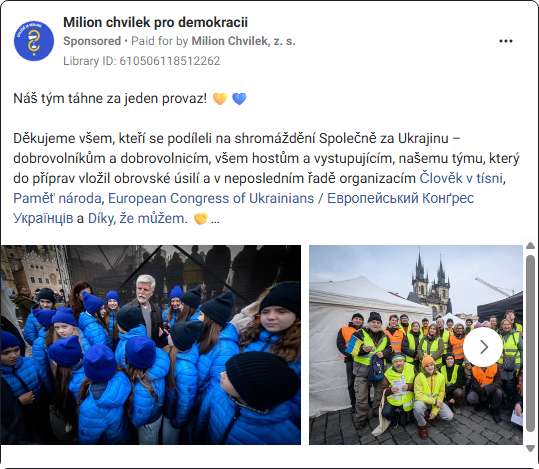 Milion chvilek pro demokracii
Sponsored • Paid for by Milion Chvilek, z. s.
Library ID: 610506118512262
Náš tým táhne za jeden provaz! 🧡 💙
Děkujeme všem, kteří se podíleli na shromáždění Společně za Ukrajinu –
dobrovolníkům a dobrovolnicím, všem hostům a vystupujícím, našemu týmu, který
do příprav vložil obrovské úsilí a v neposledním řadě organizacím Člověk v tísni,
Paměť národa, European Congress of Ukrainians / Европейський Конґрес
Українців a Díky, že můžem. 💛 ...